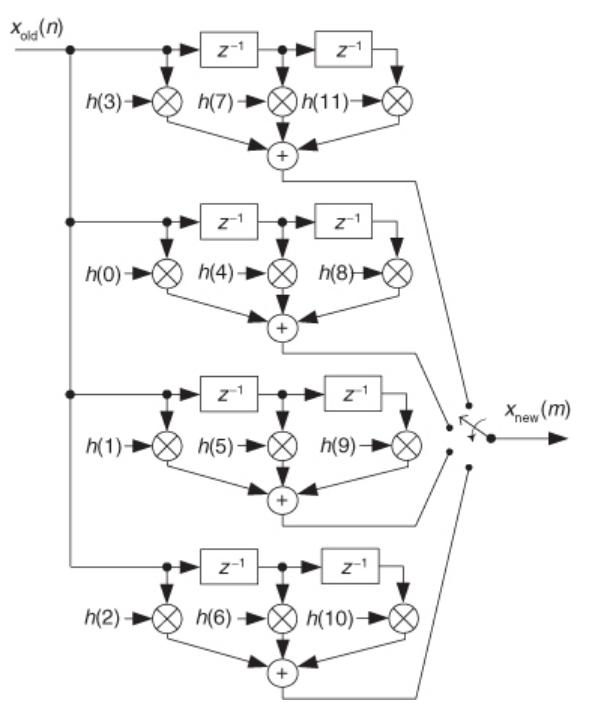 x_old(n)
z⁻¹ z⁻¹
h(3) h(7) h(11)
+
z⁻¹ z⁻¹
h(0) h(4) h(8)
+
z⁻¹ z⁻¹
x_new(m)
h(1) h(5) h(9)
+
z⁻¹ z⁻¹
h(2) h(6) h(10)
+